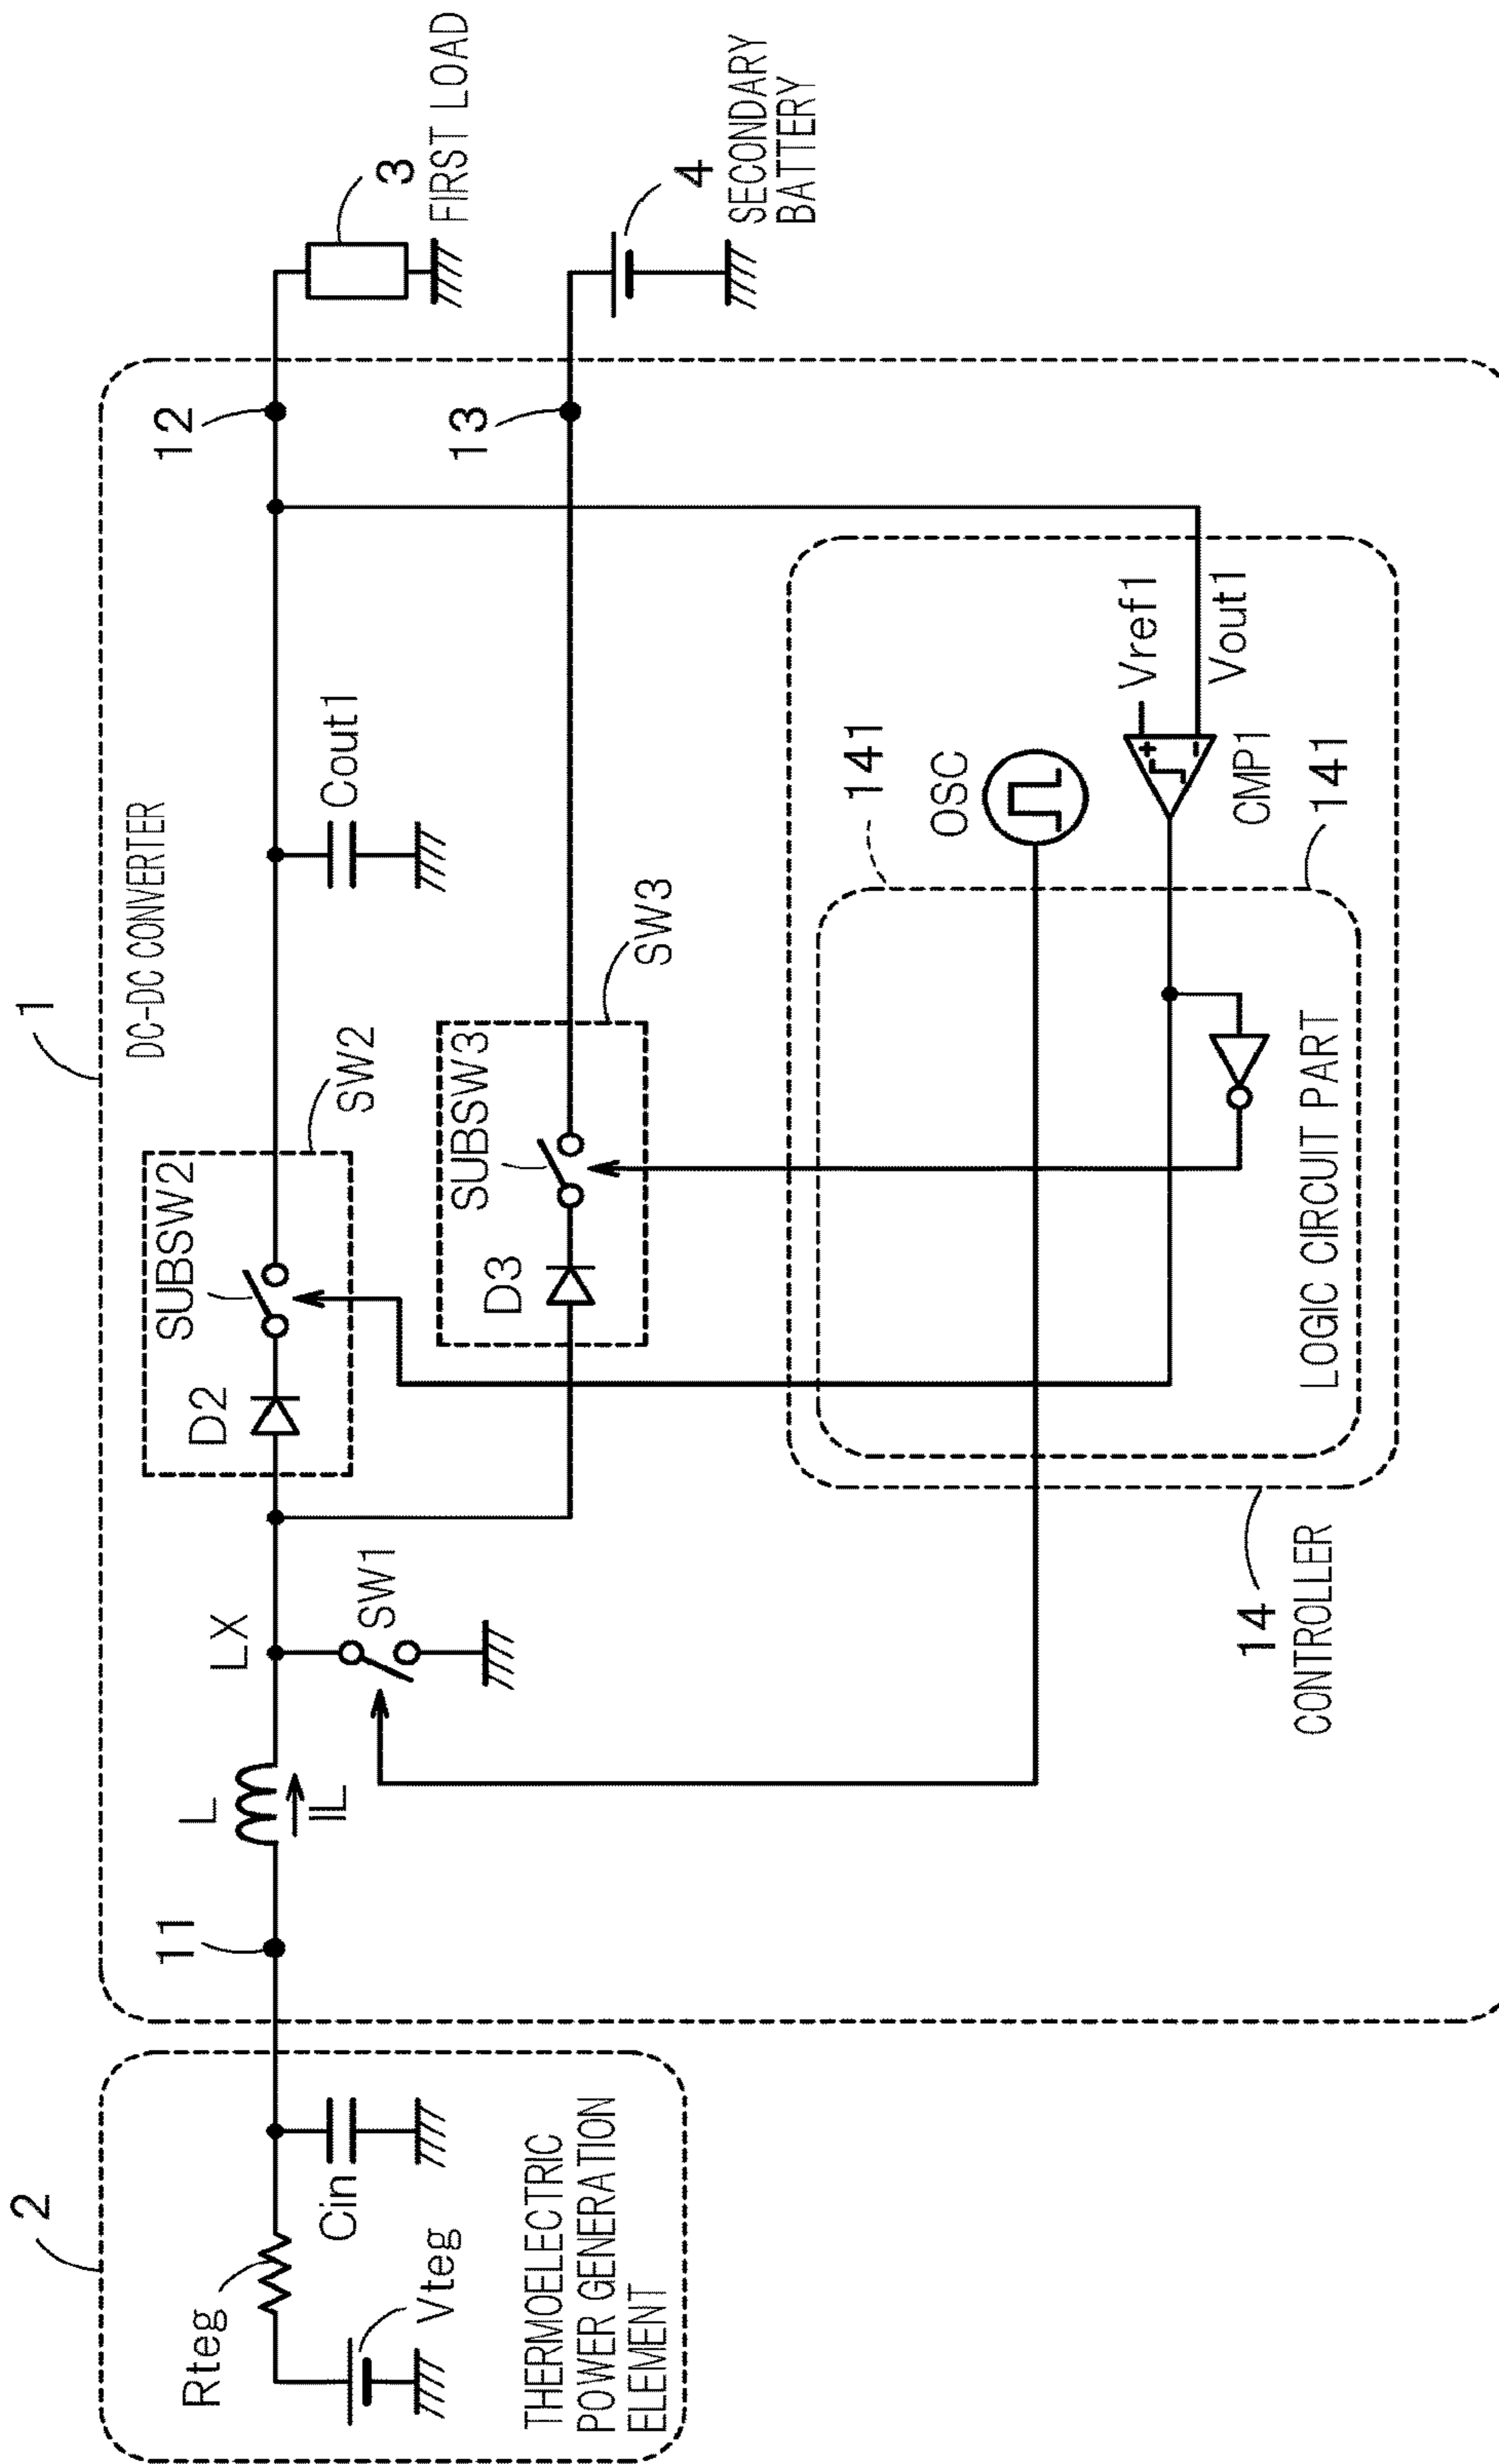 1
DC-DC CONVERTER
2
Rteg
Vteg
Cin
THERMOELECTRIC
POWER GENERATION
ELEMENT
11
L
IL
LX
SW1
D2
SUBSW2
SW2
D3
SUBSW3
SW3
Cout1
12
13
3
FIRST LOAD
4
SECONDARY
BATTERY
14
CONTROLLER
LOGIC CIRCUIT PART
141
141
OSC
+
−
CMP1
Vref1
Vout1